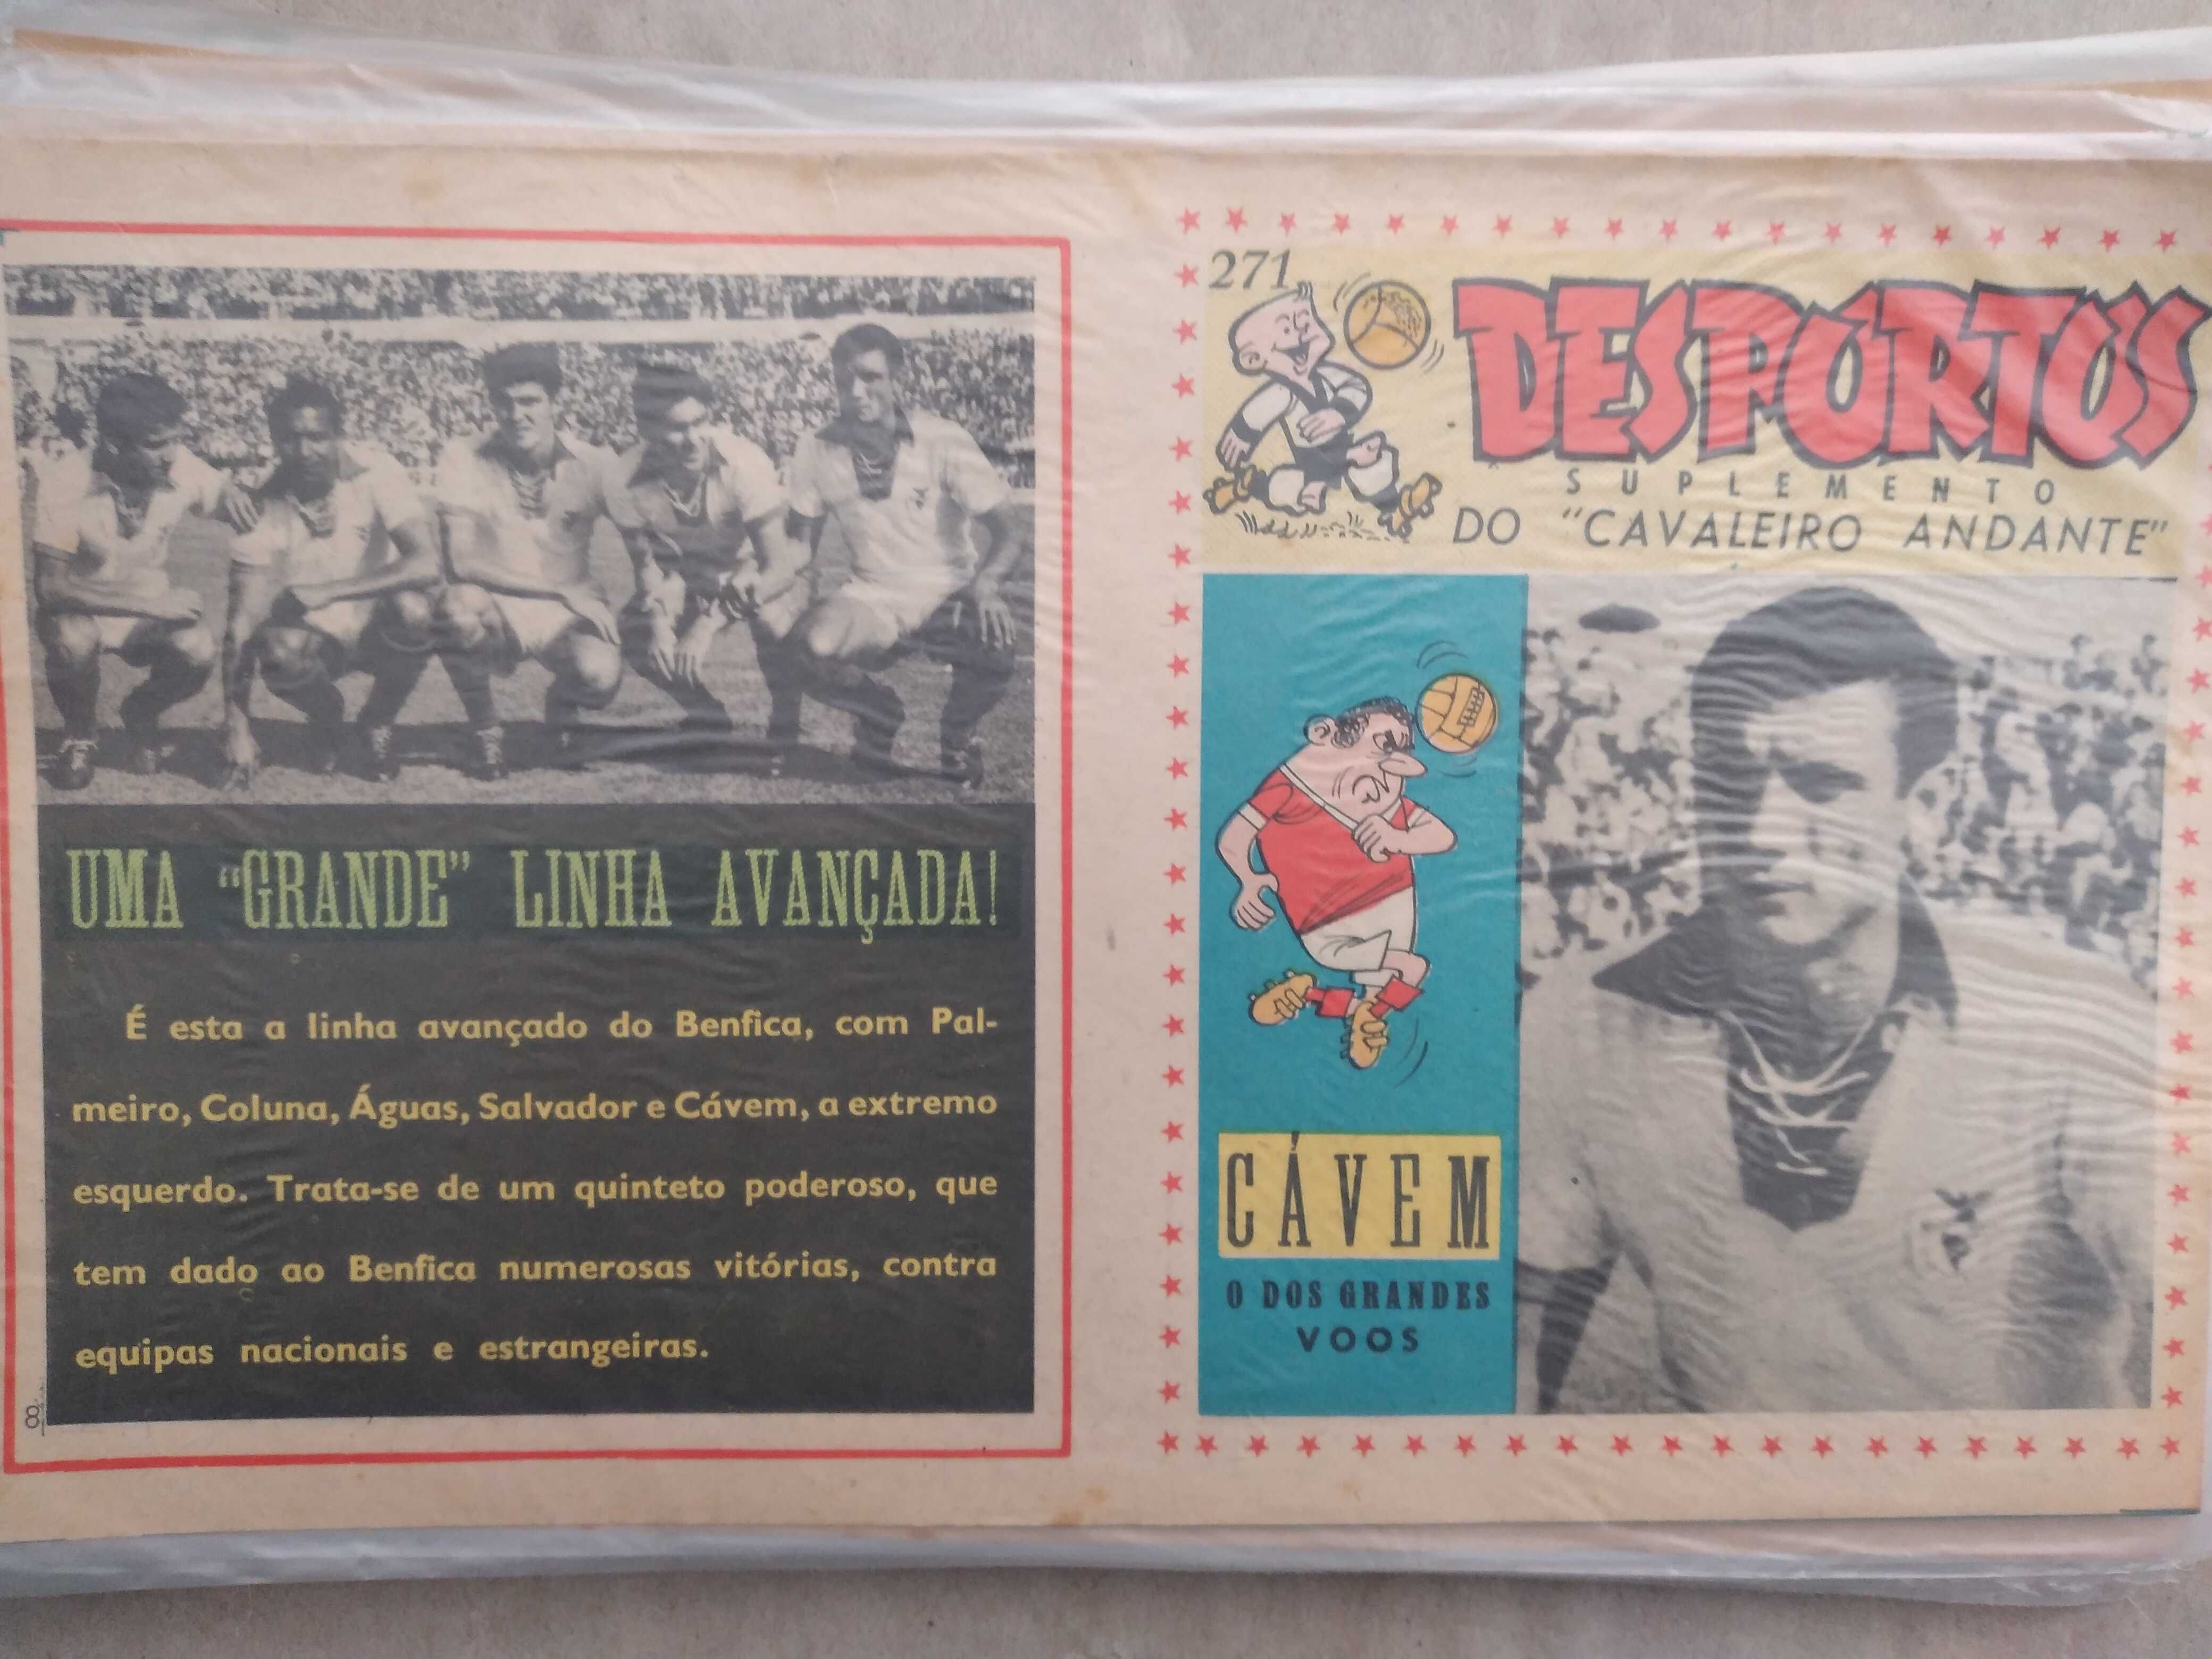 UMA "GRANDE" LINHA AVANÇADA!
É esta a linha avançado do Benfica, com Pal-
meiro, Coluna, Águas, Salvador e Cávem, a extremo
esquerdo. Trata-se de um quinteto poderoso, que
tem dado ao Benfica numerosas vitórias, contra
equipas nacionais e estrangeiras.
8
271
DESPORTOS
SUPLEMENTO
DO "CAVALEIRO ANDANTE"
CÁVEM
O DOS GRANDES
VOOS